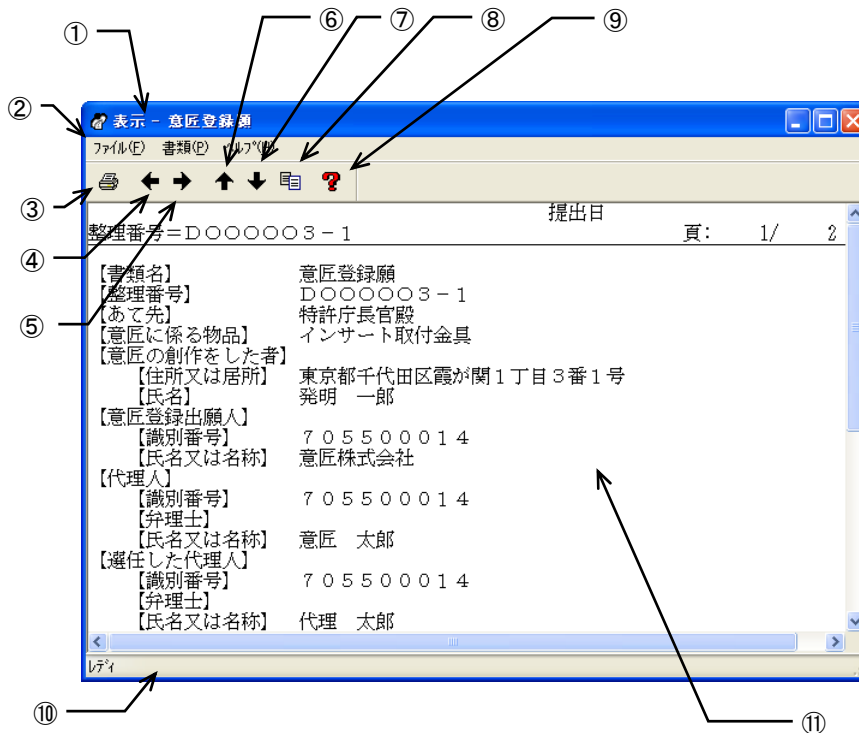 ① ⑥ ⑦ ⑧ ⑨
②
表示 - 意匠登録願
ファイル(F) 書類(P) ヘルプ(H)
③
提出日
整理番号=DOOOOO3-1 頁: 1/ 2
④
【書類名】 意匠登録願
【整理番号】 DOOOOO3-1
【あて先】 特許庁長官殿
⑤
【意匠に係る物品】 インサート取付金具
【意匠の創作をした者】
【住所又は居所】 東京都千代田区霞が関1丁目3番1号
【氏名】 発明 一郎
【意匠登録出願人】
【識別番号】 705500014
【氏名又は名称】 意匠株式会社
【代理人】
【識別番号】 705500014
【弁理士】
【氏名又は名称】 意匠 太郎
【選任した代理人】
【識別番号】 705500014
【弁理士】
【氏名又は名称】 代理 太郎
レディ
⑩ ⑪